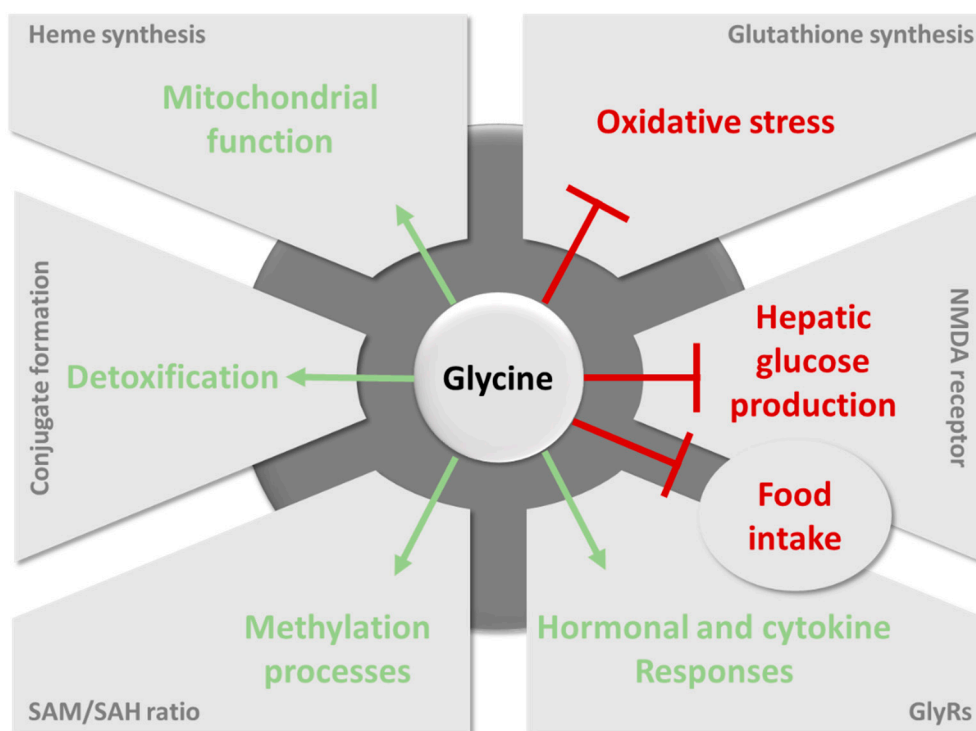 Heme synthesis
Glutathione synthesis
Mitochondrial
function
Oxidative stress
Conjugate formation
Detoxification
Glycine
Hepatic
glucose
production
NMDA receptor
Food
intake
Methylation
processes
Hormonal and cytokine
Responses
SAM/SAH ratio
GlyRs